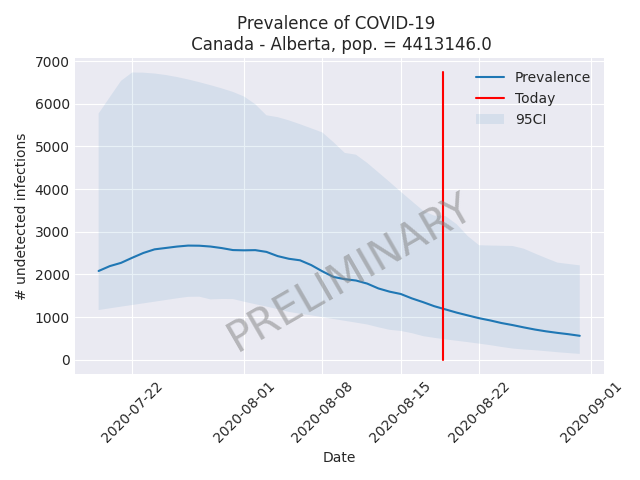 Prevalence of COVID-19
Canada - Alberta, pop. = 4413146.0
7000
6000
5000
4000
3000
2000
1000
0
# undetected infections
Prevalence
Today
95CI
PRELIMINARY
2020-07-22
2020-08-01
2020-08-08
2020-08-15
2020-08-22
2020-09-01
Date